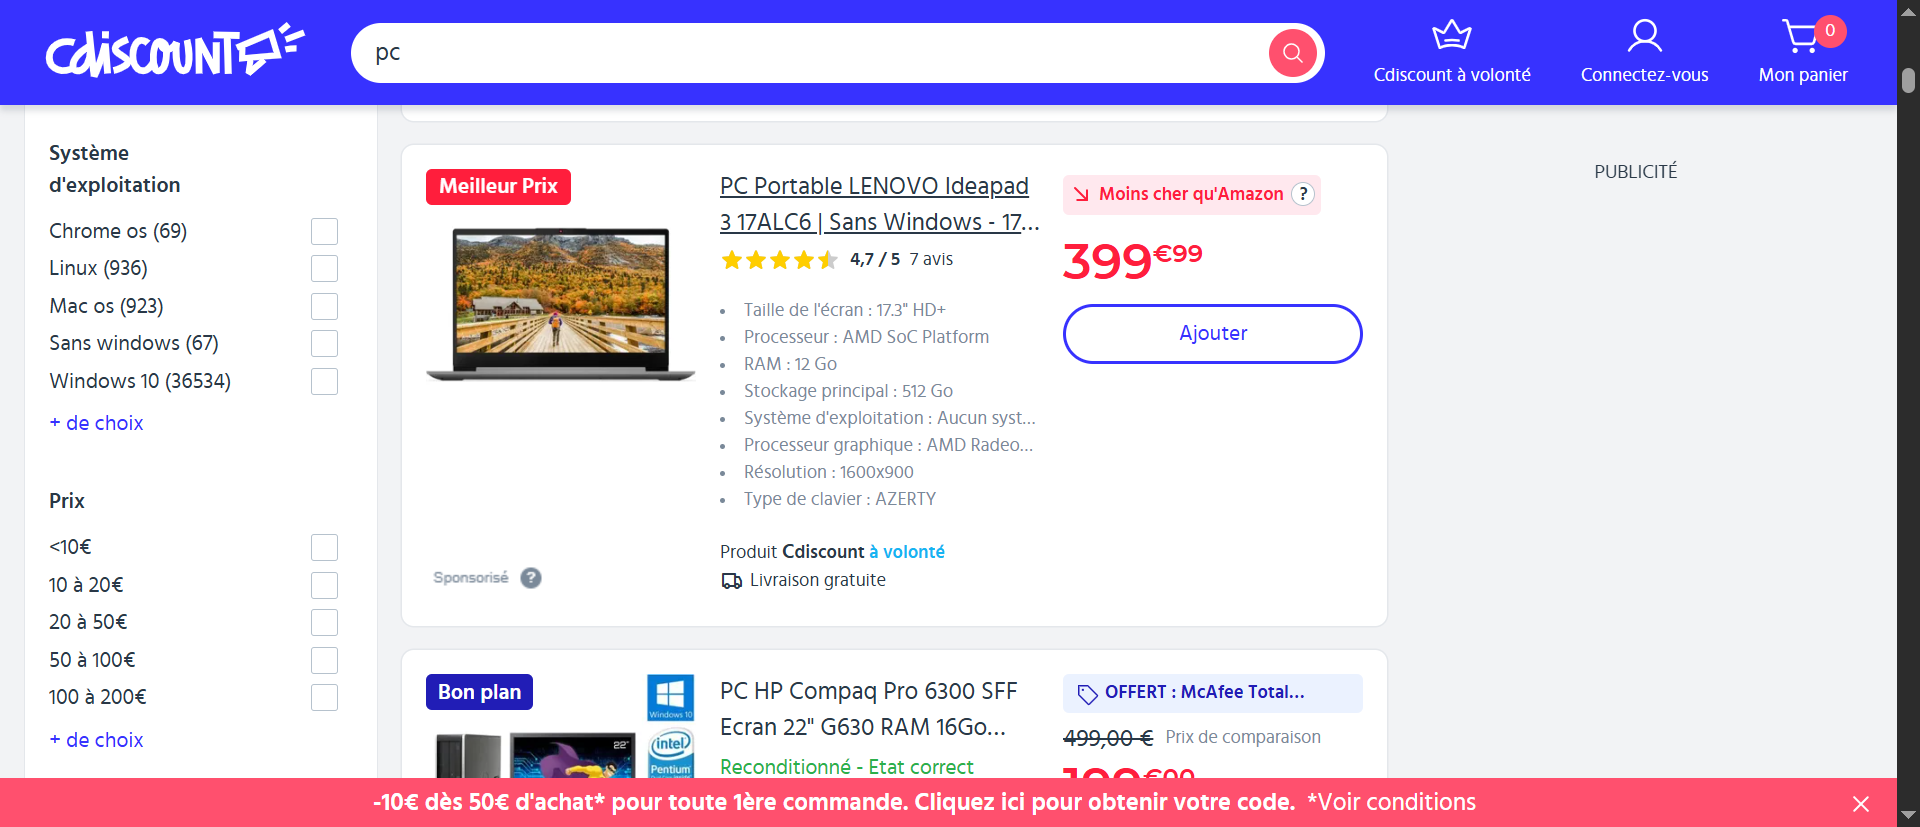 cdiscount
pc
Cdiscount à volonté
Connectez-vous
0
Mon panier
Système
d'exploitation
Chrome os (69)
Linux (936)
Mac os (923)
Sans windows (67)
Windows 10 (36534)
+ de choix
Prix
<10€
10 à 20€
20 à 50€
50 à 100€
100 à 200€
+ de choix
Meilleur Prix
Sponsorisé ?
PC Portable LENOVO Ideapad
3 17ALC6 | Sans Windows - 17...
4,7 / 5 7 avis
• Taille de l'écran : 17.3" HD+
• Processeur : AMD SoC Platform
• RAM : 12 Go
• Stockage principal : 512 Go
• Système d'exploitation : Aucun syst...
• Processeur graphique : AMD Radeo...
• Résolution : 1600x900
• Type de clavier : AZERTY
Produit Cdiscount à volonté
Livraison gratuite
Moins cher qu'Amazon ?
399€99
Ajouter
PUBLICITÉ
Bon plan
Windows 10
22"
intel
Pentium
PC HP Compaq Pro 6300 SFF
Ecran 22" G630 RAM 16Go...
Reconditionné - Etat correct
OFFERT : McAfee Total...
499,00 € Prix de comparaison
-10€ dès 50€ d'achat* pour toute 1ère commande. Cliquez ici pour obtenir votre code. *Voir conditions